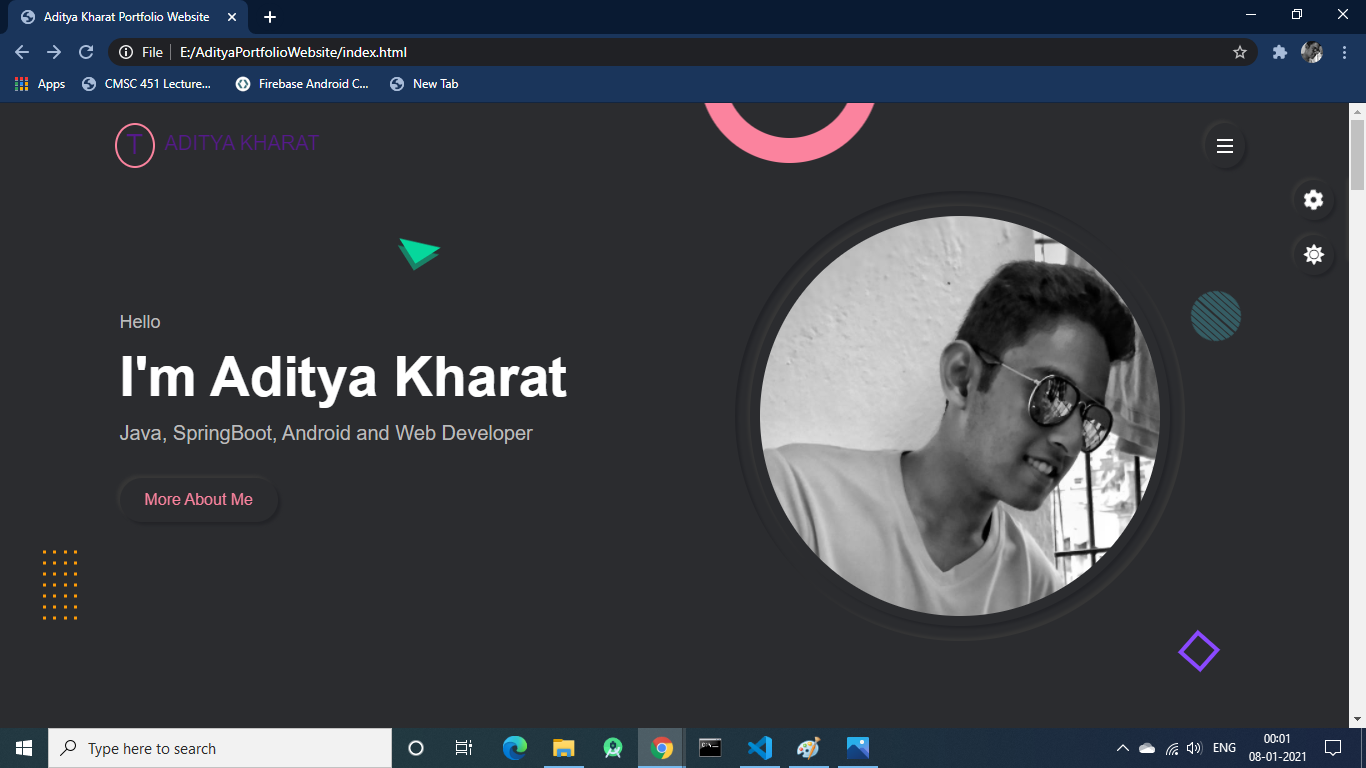 Aditya Kharat Portfolio Website
File E:/AdityaPortfolioWebsite/index.html
Apps CMSC 451 Lecture... Firebase Android C... New Tab
T ADITYA KHARAT
Hello
I'm Aditya Kharat
Java, SpringBoot, Android and Web Developer
More About Me
Type here to search
ENG
00:01
08-01-2021